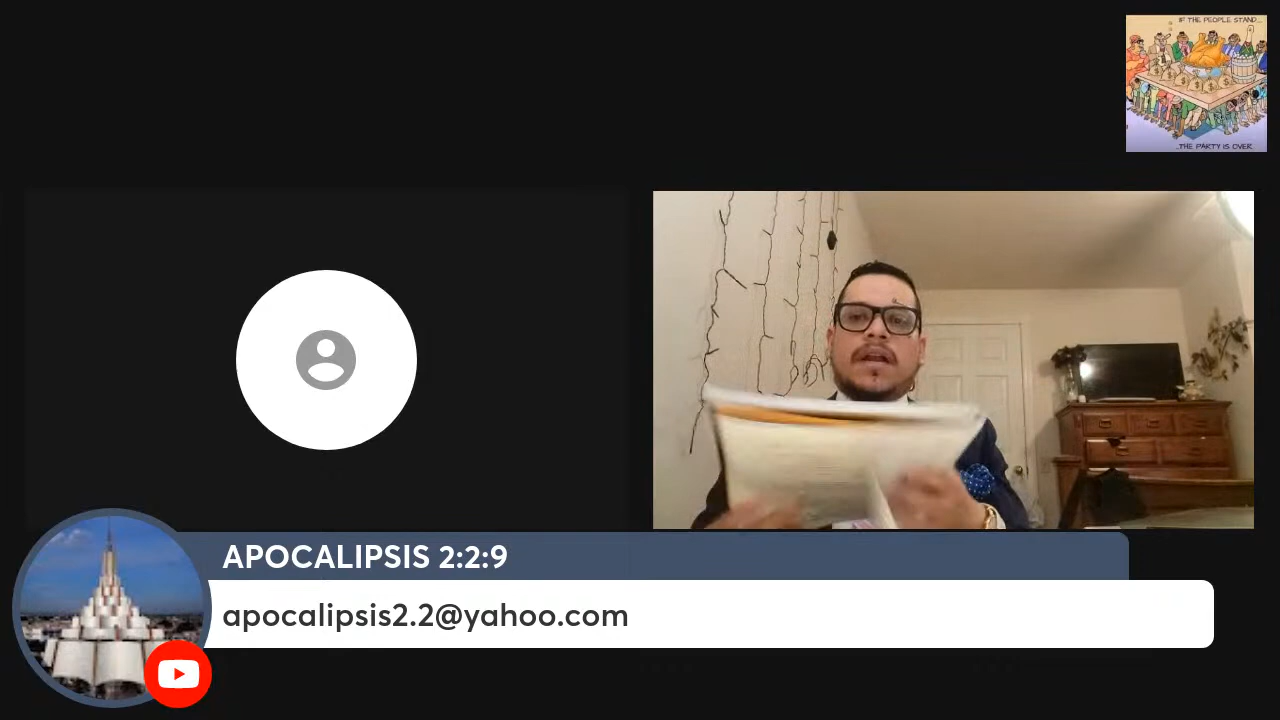 IF THE PEOPLE STAND...
...THE PARTY IS OVER
APOCALIPSIS 2:2:9
apocalipsis2.2@yahoo.com